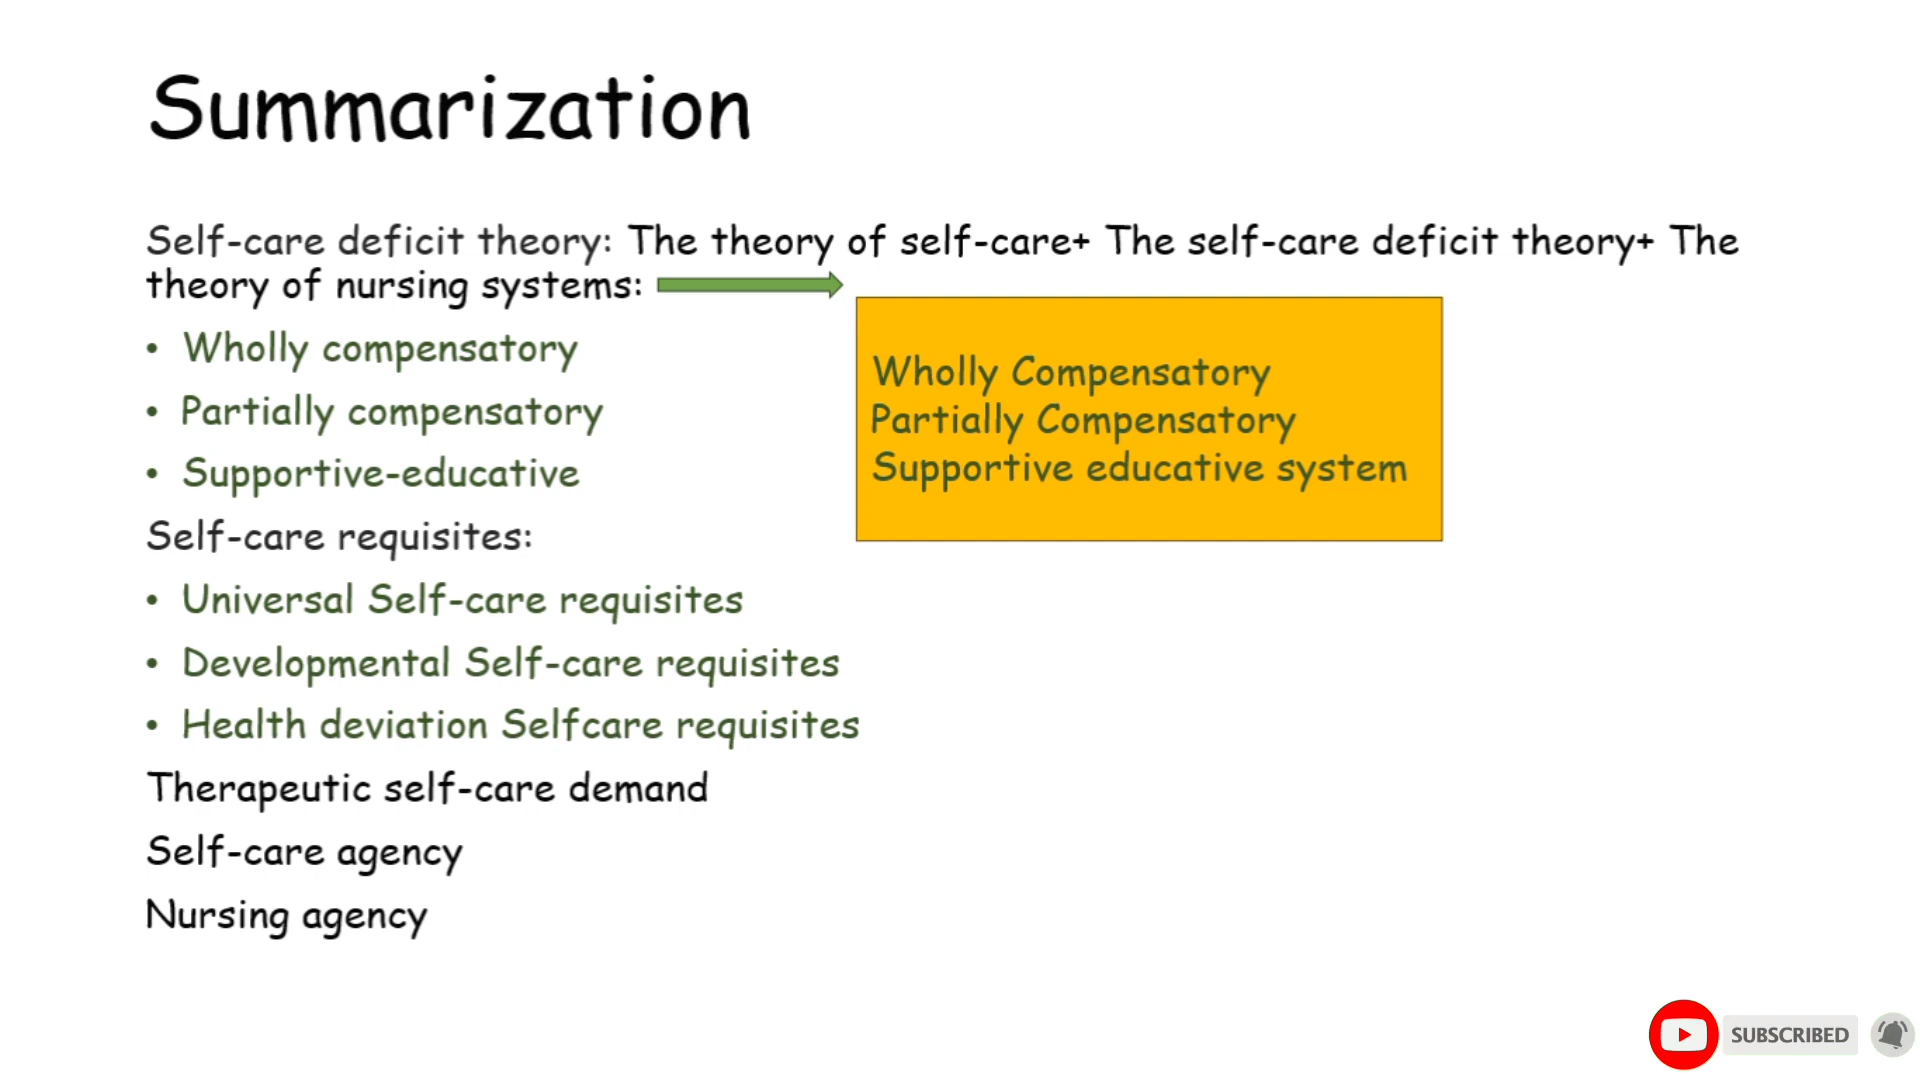 Summarization
Self-care deficit theory: The theory of self-care+ The self-care deficit theory+ The
theory of nursing systems:
• Wholly compensatory
• Partially compensatory
• Supportive-educative
Wholly Compensatory
Partially Compensatory
Supportive educative system
Self-care requisites:
• Universal Self-care requisites
• Developmental Self-care requisites
• Health deviation Selfcare requisites
Therapeutic self-care demand
Self-care agency
Nursing agency
SUBSCRIBED